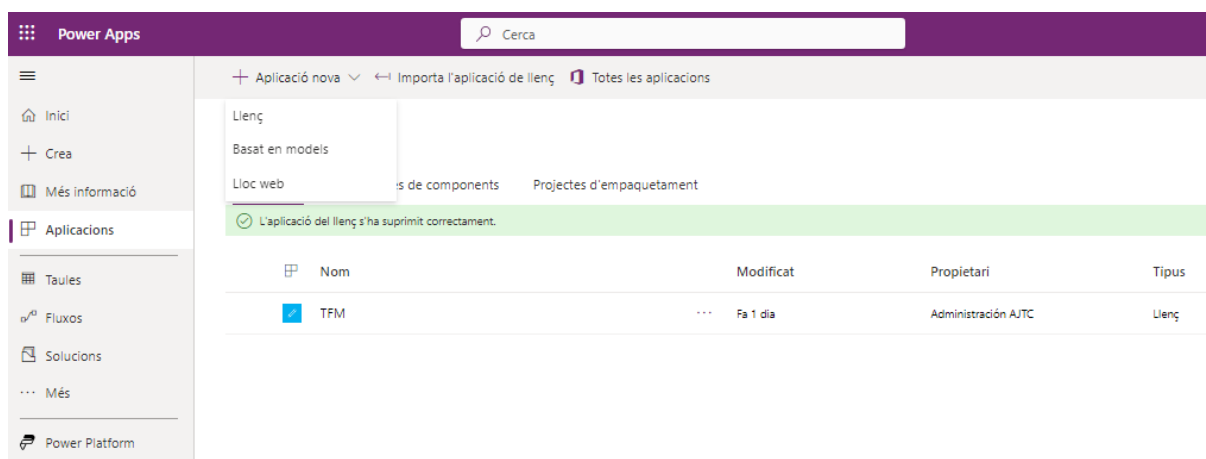 Power Apps
Cerca
Aplicació nova
Importa l'aplicació de llenç
Totes les aplicacions
Inici
Crea
Més informació
Aplicacions
Taules
Fluxos
Solucions
Més
Power Platform
Llenç
Basat en models
Lloc web
de components
Projectes d'empaquetament
L'aplicació del llenç s'ha suprimit correctament.
Nom Modificat Propietari Tipus
TFM ··· Fa 1 dia Administración AJTC Llenç